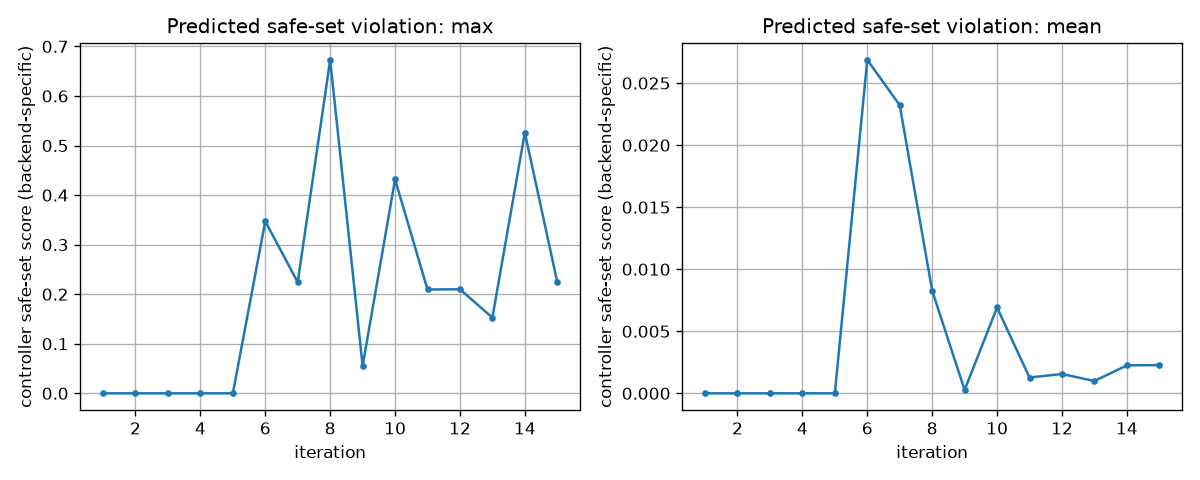 Predicted safe-set violation: max
controller safe-set score (backend-specific)
0.7
0.6
0.5
0.4
0.3
0.2
0.1
0.0
2 4 6 8 10 12 14
iteration
Predicted safe-set violation: mean
controller safe-set score (backend-specific)
0.025
0.020
0.015
0.010
0.005
0.000
2 4 6 8 10 12 14
iteration